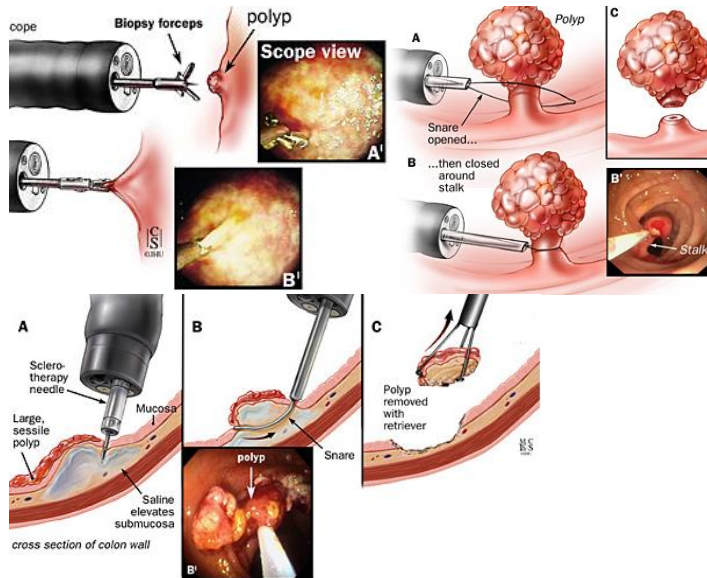 cope
Biopsy forceps
polyp
Scope view
A'
B'
A
Polyp
Snare
opened...
B
...then closed
around
stalk
C
B'
Stalk
A
Sclero-
therapy
needle
Mucosa
Large,
sessile
polyp
Saline
elevates
submucosa
cross section of colon wall
B
Snare
polyp
B'
C
Polyp
removed
with
retriever